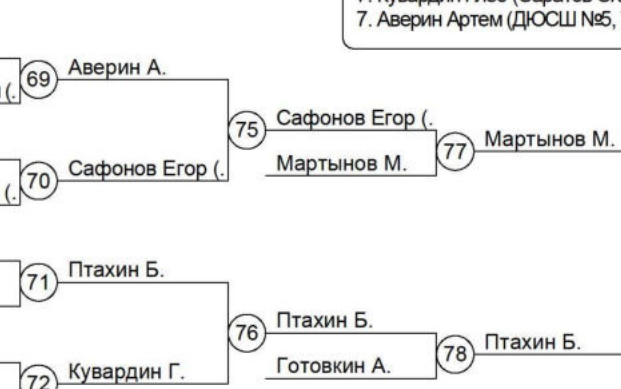 7. Аверин Артем (ДЮСШ №5,
69 Аверин А.
75 Сафонов Егор (.
77 Мартынов М.
(.
70 Сафонов Егор (.
Мартынов М.
(.
71 Птахин Б.
76 Птахин Б.
78 Птахин Б.
72 Кувардин Г.
Готовкин А.